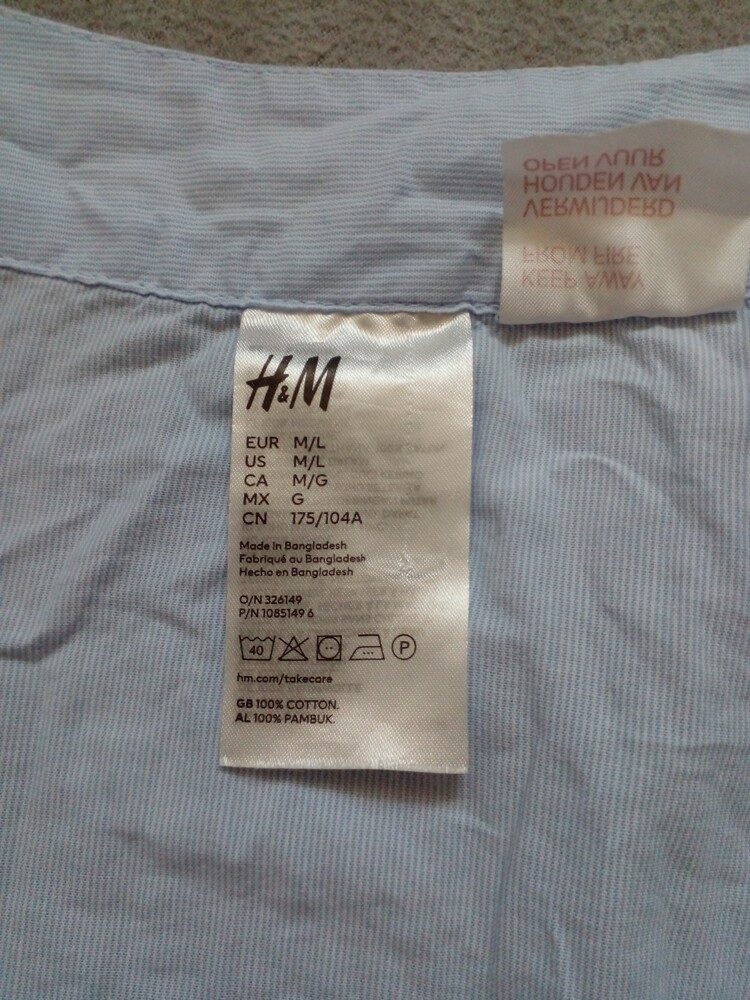 KEEP AWAY
FROM FIRE
VERWIJDERD
HOUDEN VAN
OPEN VUUR
H&M
EUR M/L
US M/L
CA M/G
MX G
CN 175/104A
Made in Bangladesh
Fabriqué au Bangladesh
Hecho en Bangladesh
O/N 326149
P/N 1085149 6
40
P
hm.com/takecare
GB 100% COTTON.
AL 100% PAMBUK.